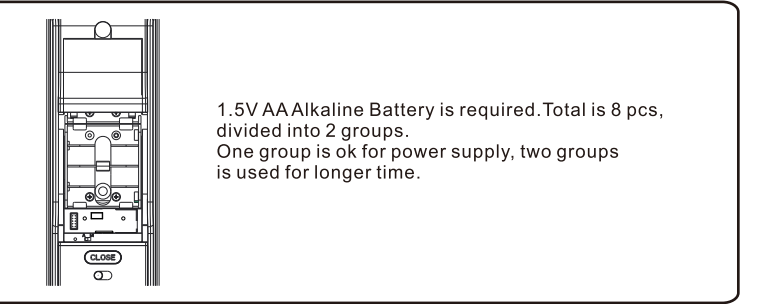 1.5V AA Alkaline Battery is required.Total is 8 pcs,
divided into 2 groups.
One group is ok for power supply, two groups
is used for longer time.
CLOSE